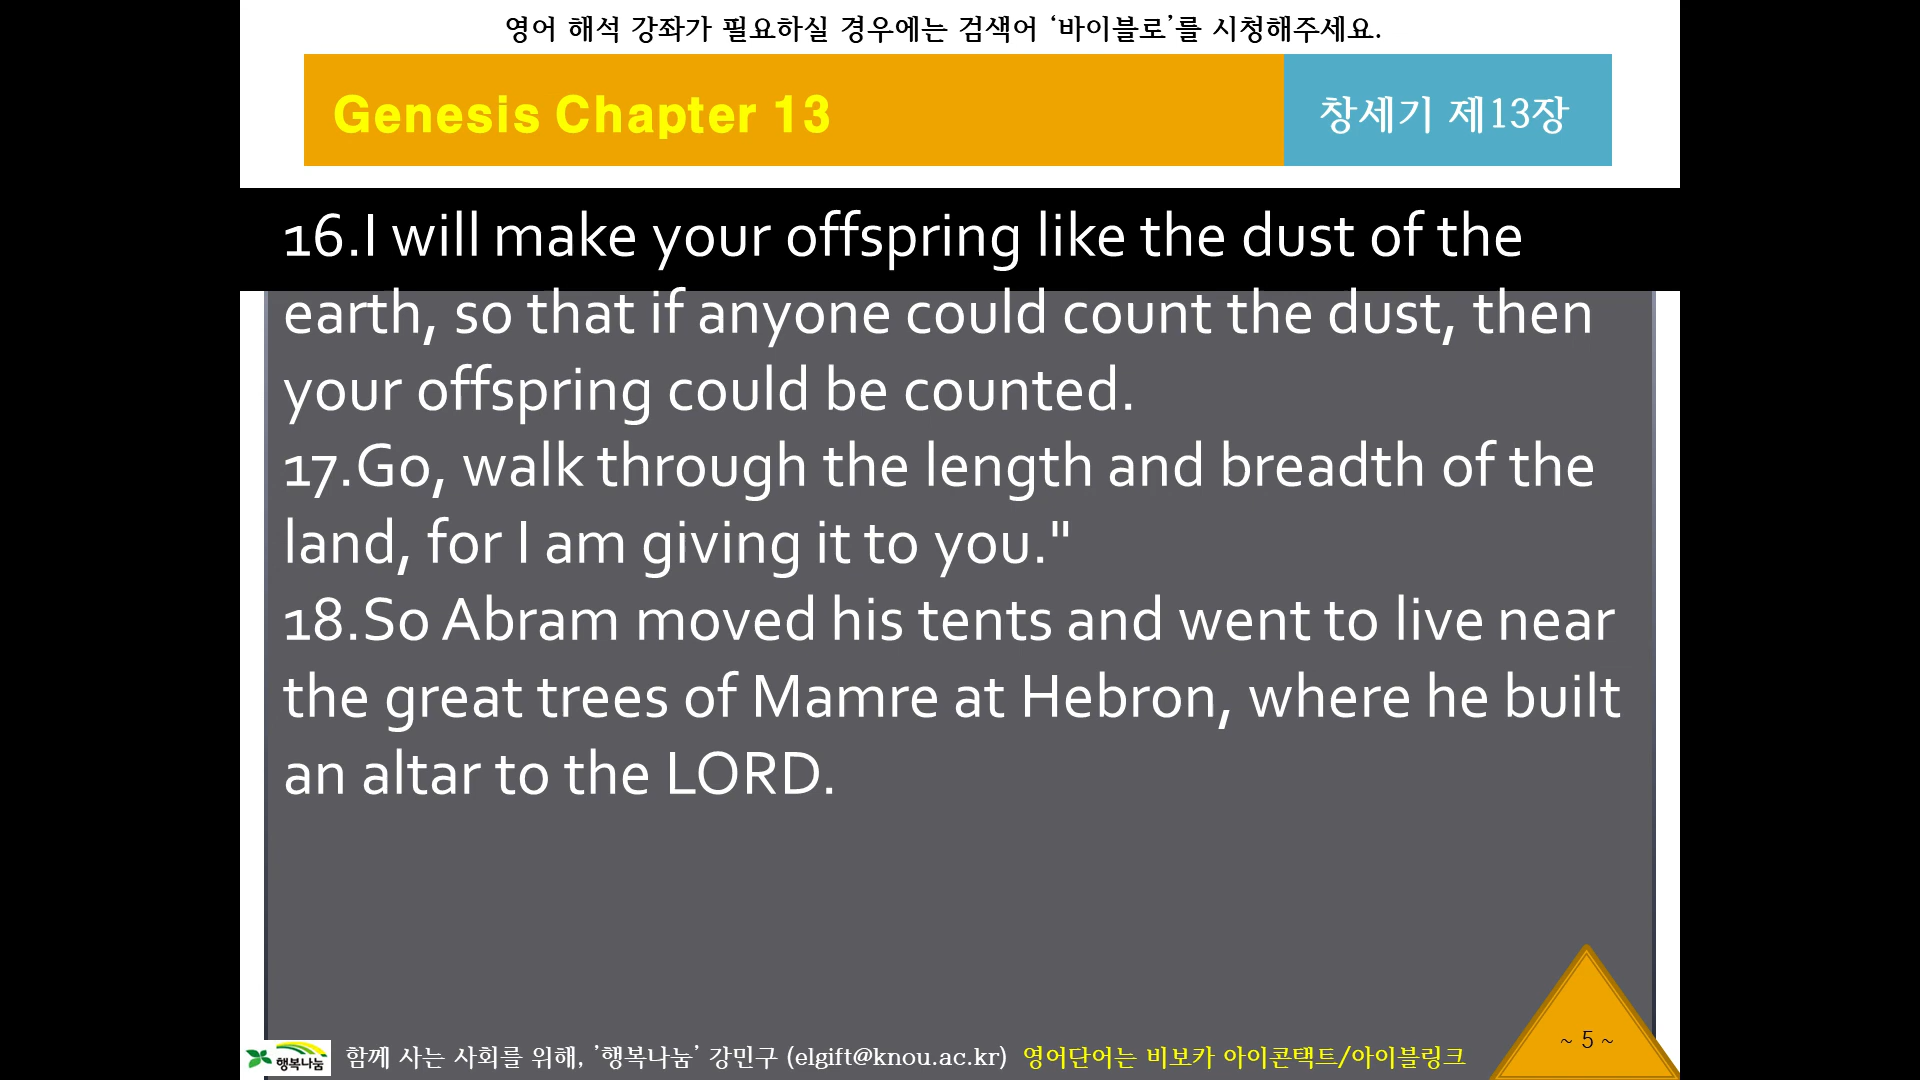 영어 해석 강좌가 필요하실 경우에는 검색어 ‘바이블로’를 시청해주세요.
Genesis Chapter 13
창세기 제13장
16.I will make your offspring like the dust of the
earth, so that if anyone could count the dust, then
your offspring could be counted.
17.Go, walk through the length and breadth of the
land, for I am giving it to you."
18.So Abram moved his tents and went to live near
the great trees of Mamre at Hebron, where he built
an altar to the LORD.
~ 5 ~
행복나눔
함께 사는 사회를 위해, ’행복나눔’ 강민구 (elgift@knou.ac.kr) 영어단어는 비보카 아이콘택트/아이블링크